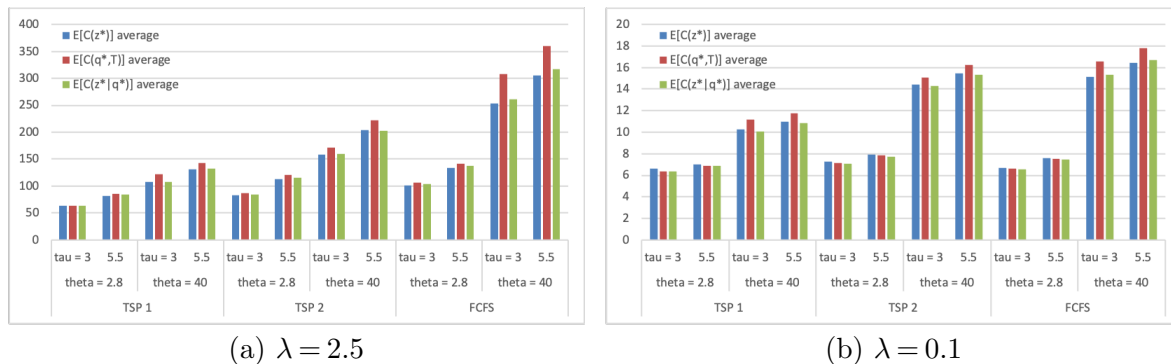 400
350
300
250
200
150
100
50
0
E[C(z*)] average
E[C(q*,T)] average
E[C(z*|q*)] average
tau = 3 5.5 tau = 3 5.5 tau = 3 5.5 tau = 3 5.5 tau = 3 5.5 tau = 3 5.5
theta = 2.8 theta = 40 theta = 2.8 theta = 40 theta = 2.8 theta = 40
TSP 1 TSP 2 FCFS
(a) λ = 2.5
20
18
16
14
12
10
8
6
4
2
0
E[C(z*)] average
E[C(q*,T)] average
E[C(z*|q*)] average
tau = 3 5.5 tau = 3 5.5 tau = 3 5.5 tau = 3 5.5 tau = 3 5.5 tau = 3 5.5
theta = 2.8 theta = 40 theta = 2.8 theta = 40 theta = 2.8 theta = 40
TSP 1 TSP 2 FCFS
(b) λ = 0.1